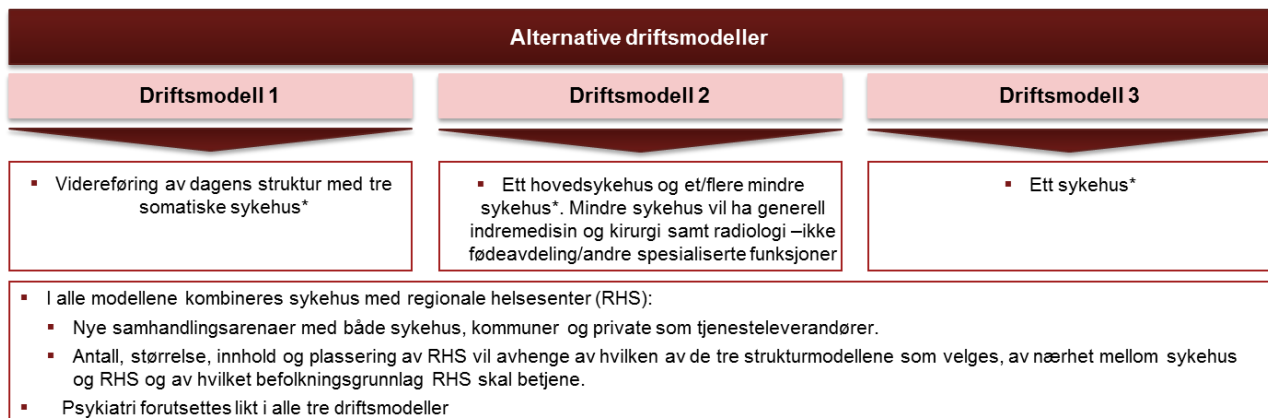 Alternative driftsmodeller
Driftsmodell 1
Driftsmodell 2
Driftsmodell 3
▪ Videreføring av dagens struktur med tre
somatiske sykehus*
▪ Ett hovedsykehus og et/flere mindre
sykehus*. Mindre sykehus vil ha generell
indremedisin og kirurgi samt radiologi –ikke
fødeavdeling/andre spesialiserte funksjoner
▪ Ett sykehus*
▪ I alle modellene kombineres sykehus med regionale helsesenter (RHS):
▪ Nye samhandlingsarenaer med både sykehus, kommuner og private som tjenesteleverandører.
▪ Antall, størrelse, innhold og plassering av RHS vil avhenge av hvilken av de tre strukturmodellene som velges, av nærhet mellom sykehus
og RHS og av hvilket befolkningsgrunnlag RHS skal betjene.
▪ Psykiatri forutsettes likt i alle tre driftsmodeller